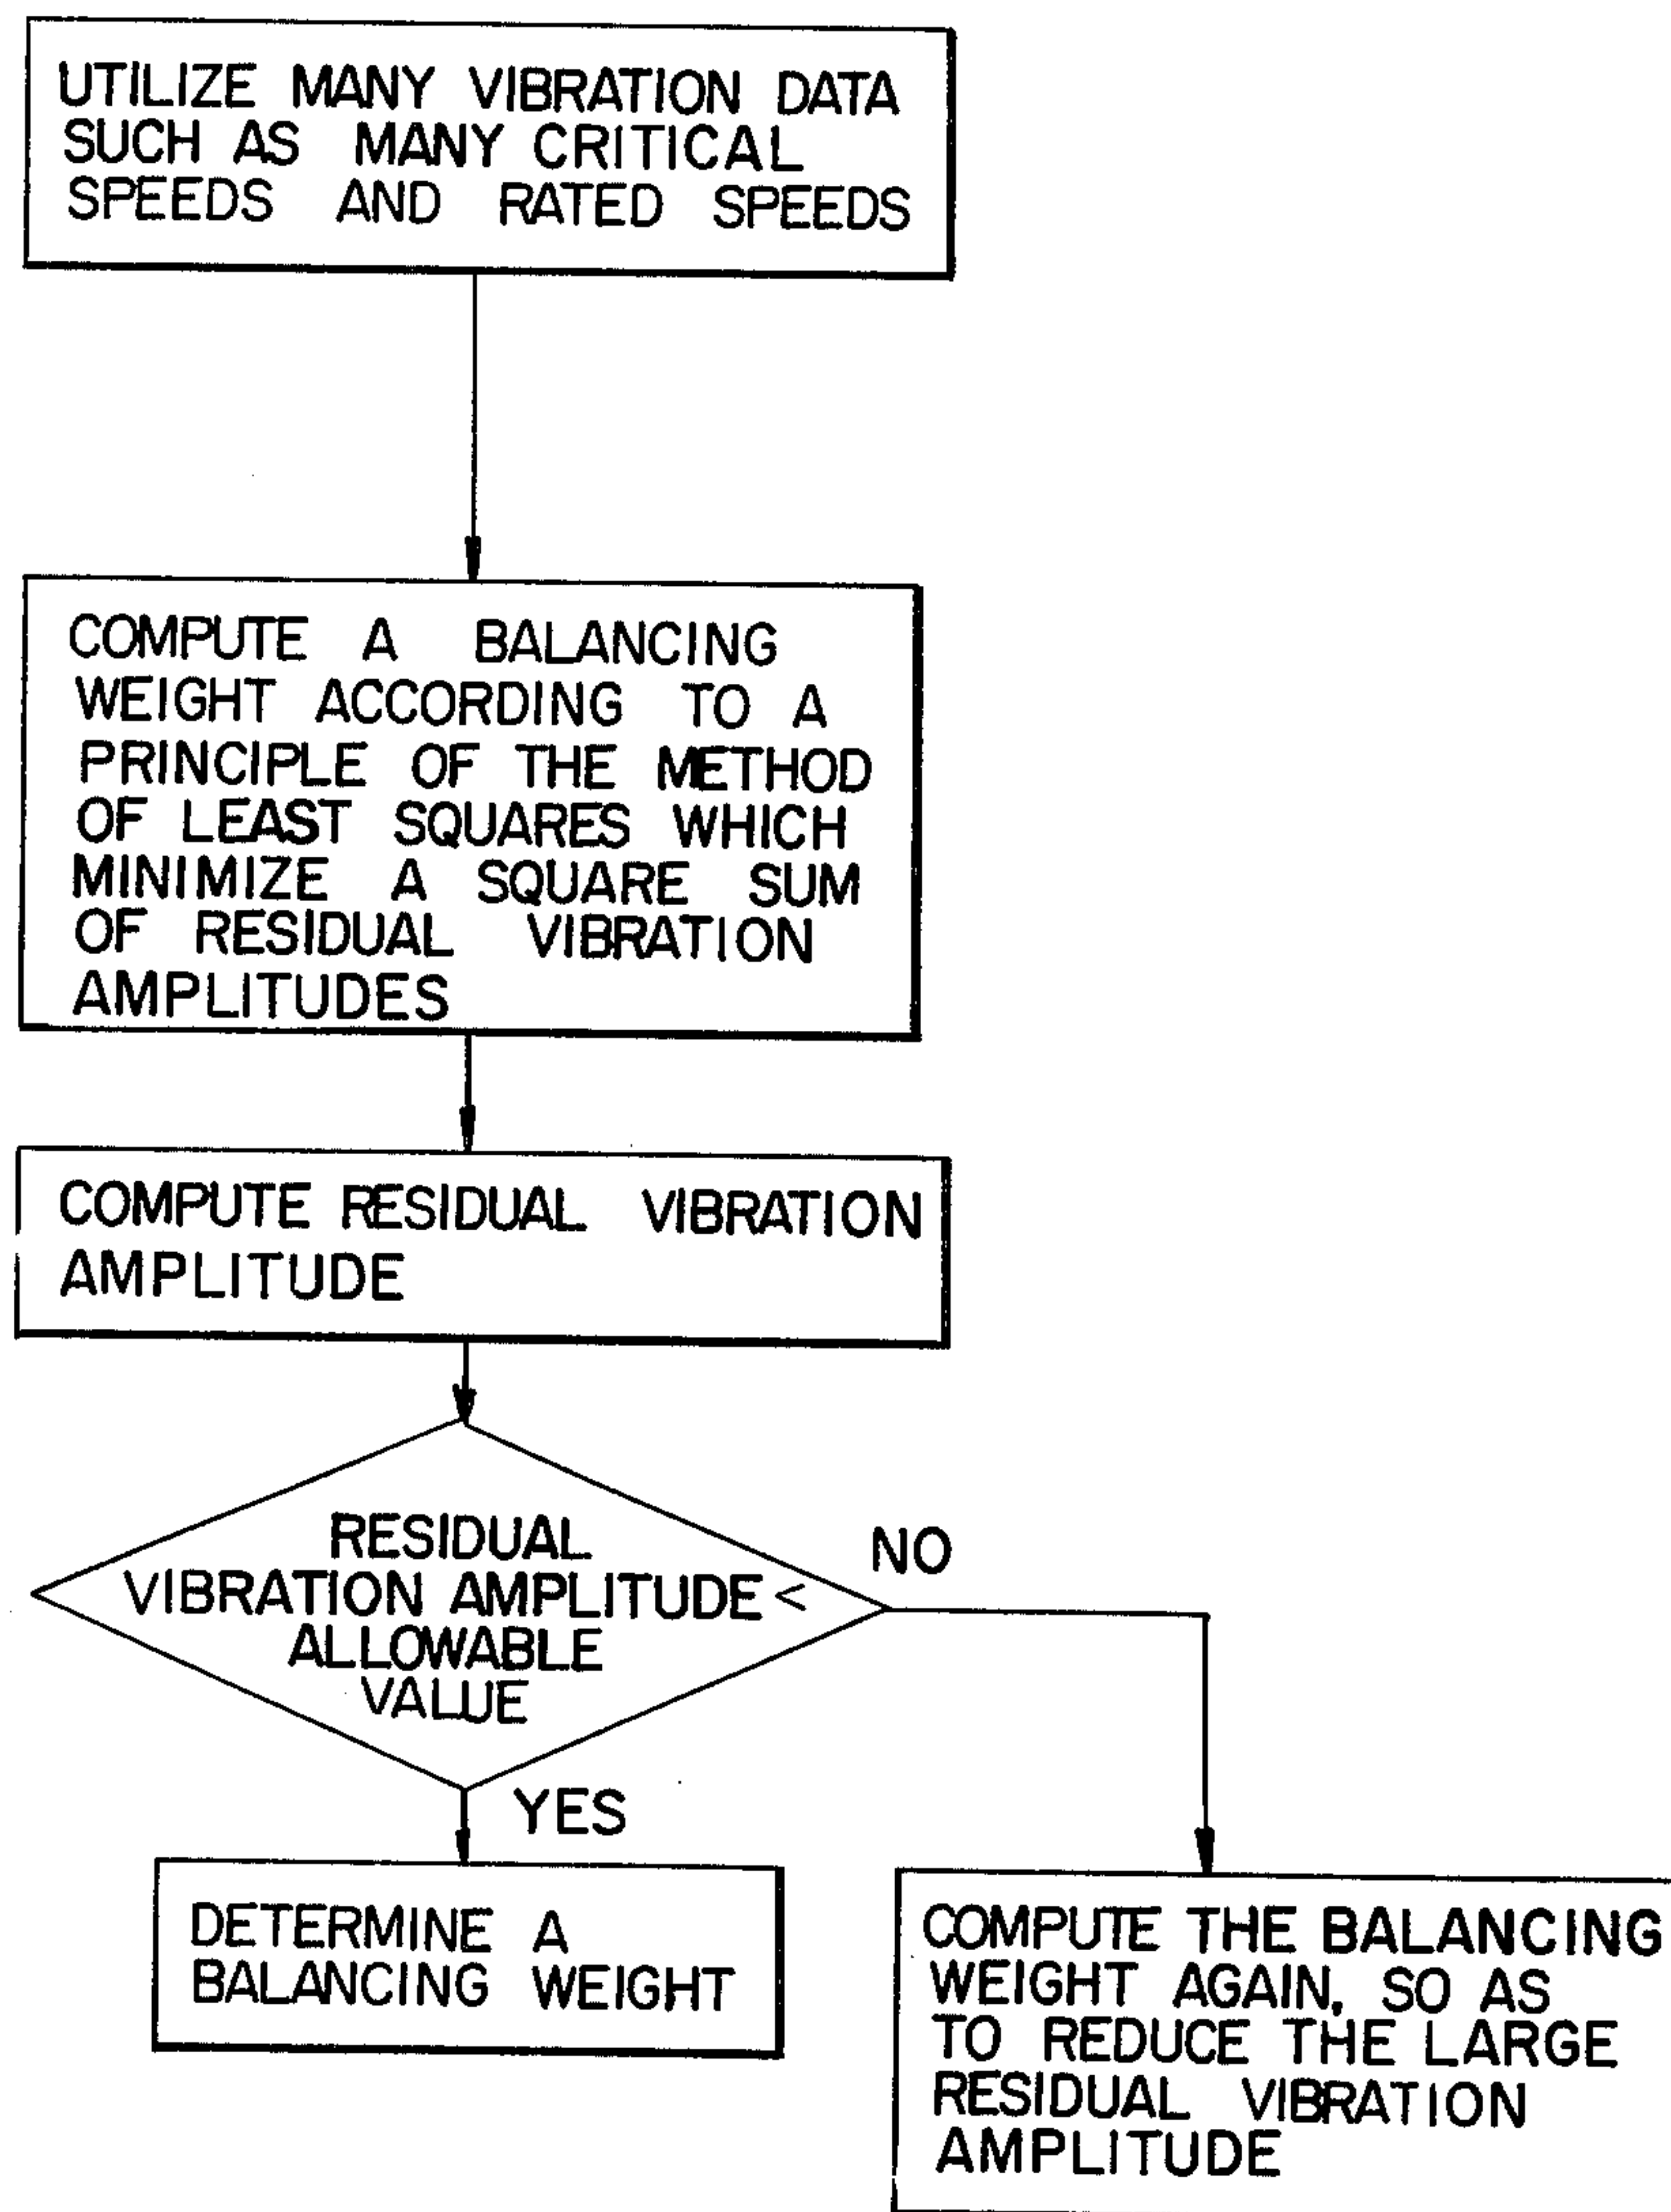 UTILIZE MANY VIBRATION DATA
SUCH AS MANY CRITICAL
SPEEDS AND RATED SPEEDS
COMPUTE A BALANCING
WEIGHT ACCORDING TO A
PRINCIPLE OF THE METHOD
OF LEAST SQUARES WHICH
MINIMIZE A SQUARE SUM
OF RESIDUAL VIBRATION
AMPLITUDES
COMPUTE RESIDUAL VIBRATION
AMPLITUDE
RESIDUAL
VIBRATION AMPLITUDE <
ALLOWABLE
VALUE
NO
YES
DETERMINE A
BALANCING WEIGHT
COMPUTE THE BALANCING
WEIGHT AGAIN, SO AS
TO REDUCE THE LARGE
RESIDUAL VIBRATION
AMPLITUDE